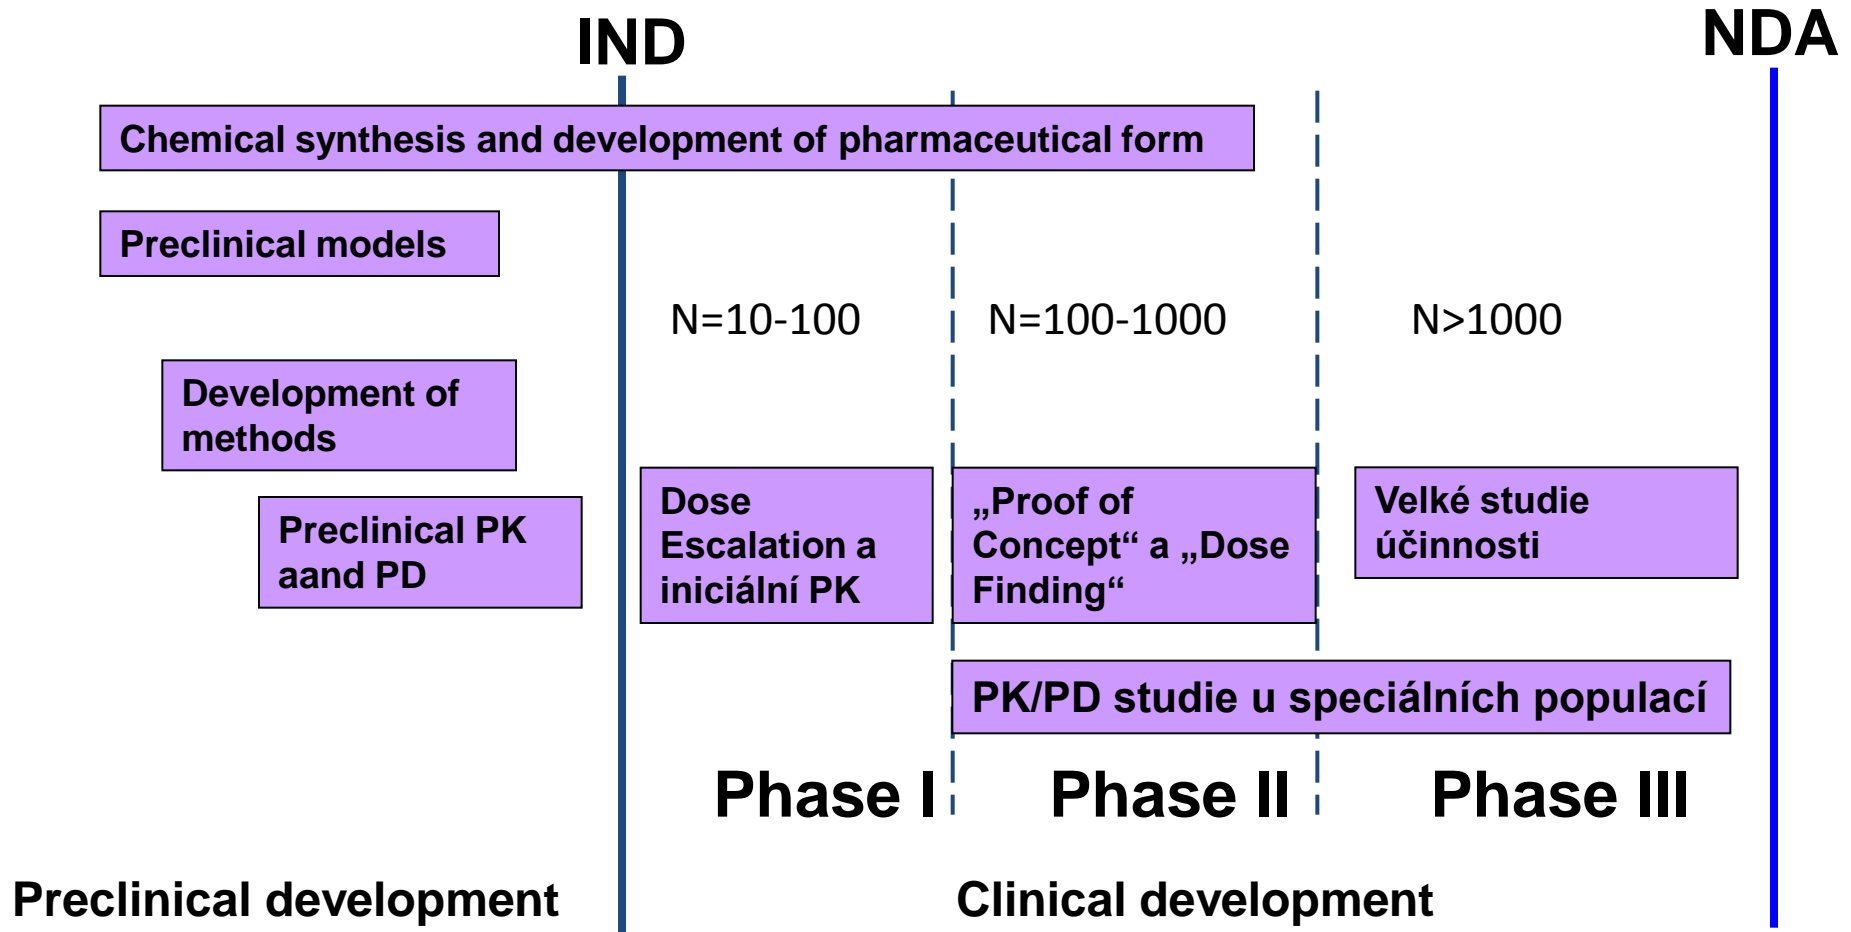 IND
NDA
Chemical synthesis and development of pharmaceutical form
Preclinical models
N=10-100
N=100-1000
N>1000
Development of
methods
Preclinical PK
aand PD
Dose
Escalation a
iniciální PK
„Proof of
Concept“ a „Dose
Finding“
Velké studie
účinnosti
PK/PD studie u speciálních populací
Phase I
Phase II
Phase III
Preclinical development
Clinical development